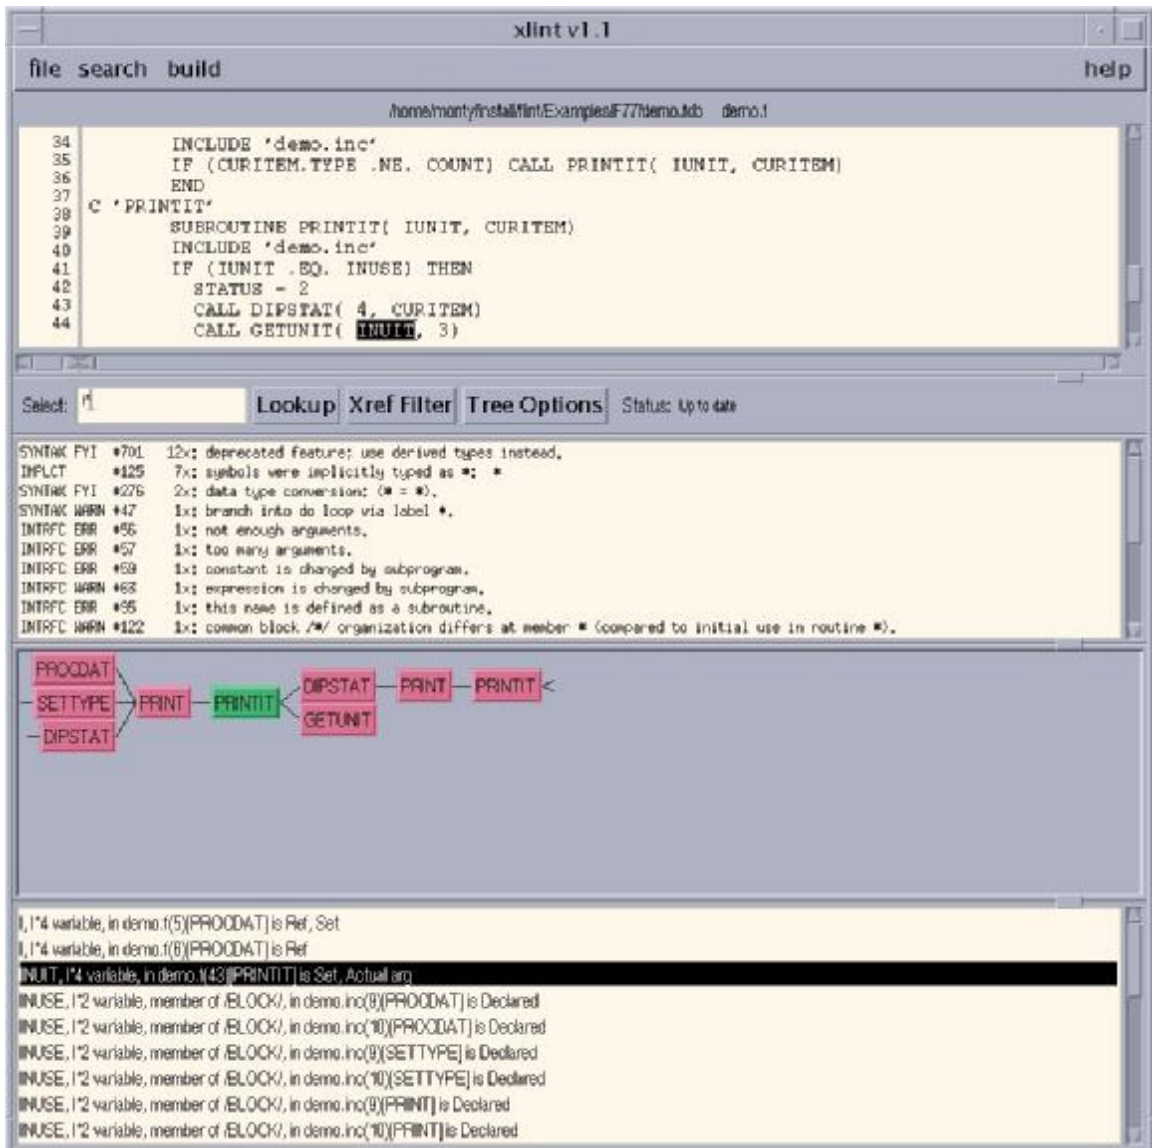 xlint v1.1
file search build help
/home/monty/install/flint/Examples/F77/demo.fdb demo.f
34 INCLUDE 'demo.inc'
35 IF (CURITEM.TYPE .NE. COUNT) CALL PRINTIT( IUNIT, CURITEM)
36 END
37 C 'PRINTIT'
38 SUBROUTINE PRINTIT( IUNIT, CURITEM)
39 INCLUDE 'demo.inc'
40 IF (IUNIT .EQ. INUSE) THEN
41 STATUS = 2
42 CALL DIPSTAT( 4, CURITEM)
43 CALL GETUNIT( INUIT, 3)
44
Select: i* Lookup Xref Filter Tree Options Status: Up to date
SYNTAX FYI #701 12x: deprecated feature: use derived types instead.
IMPLCT #125 7x: symbols were implicitly typed as *: *
SYNTAX FYI #276 2x: data type conversion: (* = *).
SYNTAX WARN #47 1x: branch into do loop via label *.
INTRFC ERR #56 1x: not enough arguments.
INTRFC ERR #57 1x: too many arguments.
INTRFC ERR #59 1x: constant is changed by subprogram.
INTRFC WARN #63 1x: expression is changed by subprogram.
INTRFC ERR #95 1x: this name is defined as a subroutine.
INTRFC WARN #122 1x: common block /*/ organization differs at member * (compared to initial use in routine *).
PROCDAT
SETTYPE PRINT PRINTIT DIPSTAT PRINT PRINTIT
DIPSTAT GETUNIT
I, I*4 variable, in demo.f(5)[PROCDAT] is Ref, Set
I, I*4 variable, in demo.f(6)[PROCDAT] is Ref
INUIT, I*4 variable, in demo.f(43)[PRINTIT] is Set, Actual arg
INUSE, I*2 variable, member of /BLOCK/, in demo.inc(9)[PROCDAT] is Declared
INUSE, I*2 variable, member of /BLOCK/, in demo.inc(10)[PROCDAT] is Declared
INUSE, I*2 variable, member of /BLOCK/, in demo.inc(9)[SETTYPE] is Declared
INUSE, I*2 variable, member of /BLOCK/, in demo.inc(10)[SETTYPE] is Declared
INUSE, I*2 variable, member of /BLOCK/, in demo.inc(9)[PRINT] is Declared
INUSE, I*2 variable, member of /BLOCK/, in demo.inc(10)[PRINT] is Declared